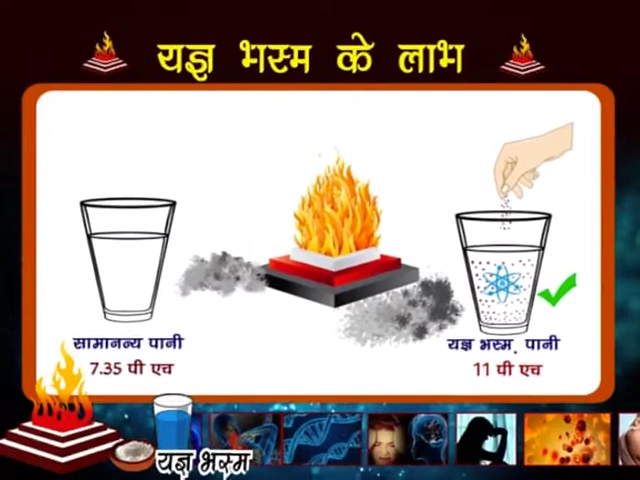 यज्ञ भस्म के लाभ
सामानन्य पानी
7.35 पी एच
यज्ञ भस्म, पानी
11 पी एच
यज्ञ भस्म